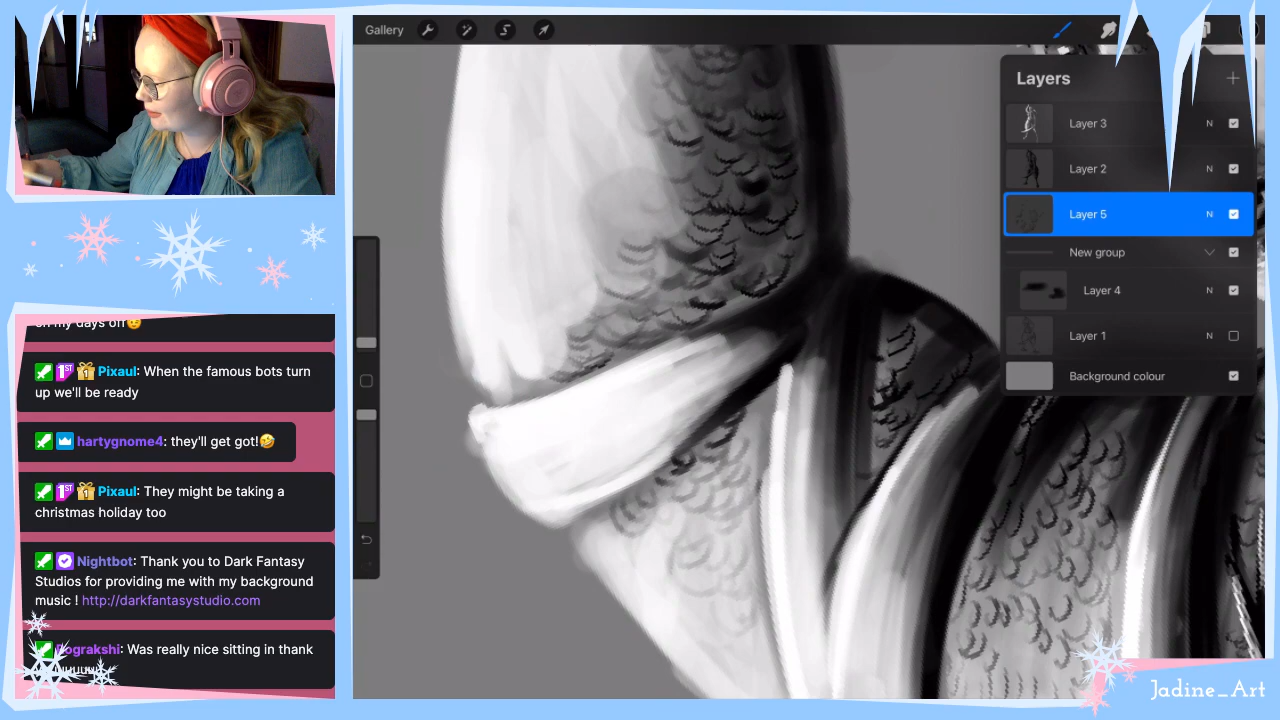 Gallery
Layers
Layer 3 N
Layer 2 N
Layer 5 N
New group
Layer 4 N
Layer 1 N
Background colour
on my days off
Pixaul: When the famous bots turn
up we'll be ready
hartygnome4: they'll get got!
Pixaul: They might be taking a
christmas holiday too
Nightbot: Thank you to Dark Fantasy
Studios for providing me with my background
music ! http://darkfantasystudio.com
ograkshi: Was really nice sitting in thank
Jadine_Art